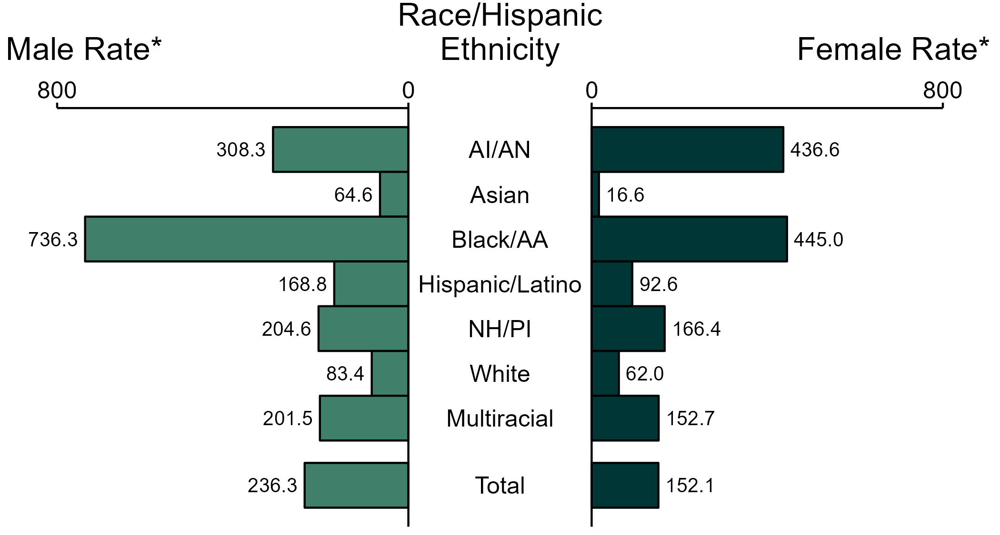 Race/Hispanic
Male Rate* Ethnicity Female Rate*
800 0 0 800
308.3 AI/AN 436.6
64.6 Asian 16.6
736.3 Black/AA 445.0
168.8 Hispanic/Latino 92.6
204.6 NH/PI 166.4
83.4 White 62.0
201.5 Multiracial 152.7
236.3 Total 152.1